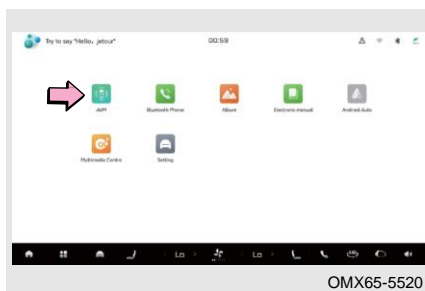 Try to say "Hello, jetour" 00:59
AVM Bluetooth Phone Album Electronic manual Android Auto
Multimedia Centre Setting
Lo Lo
OMX65-5520